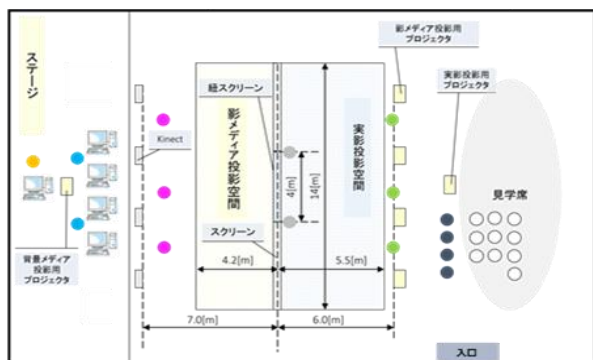 ステージ
影メディア投影用
プロジェクタ
実影投影用
プロジェクタ
紐スクリーン
Kinect
影メディア投影空間
実影投影空間
4[m]
14[m]
見学席
スクリーン
背景メディア
投影用
プロジェクタ
4.2[m]
5.5[m]
7.0[m]
6.0[m]
入口